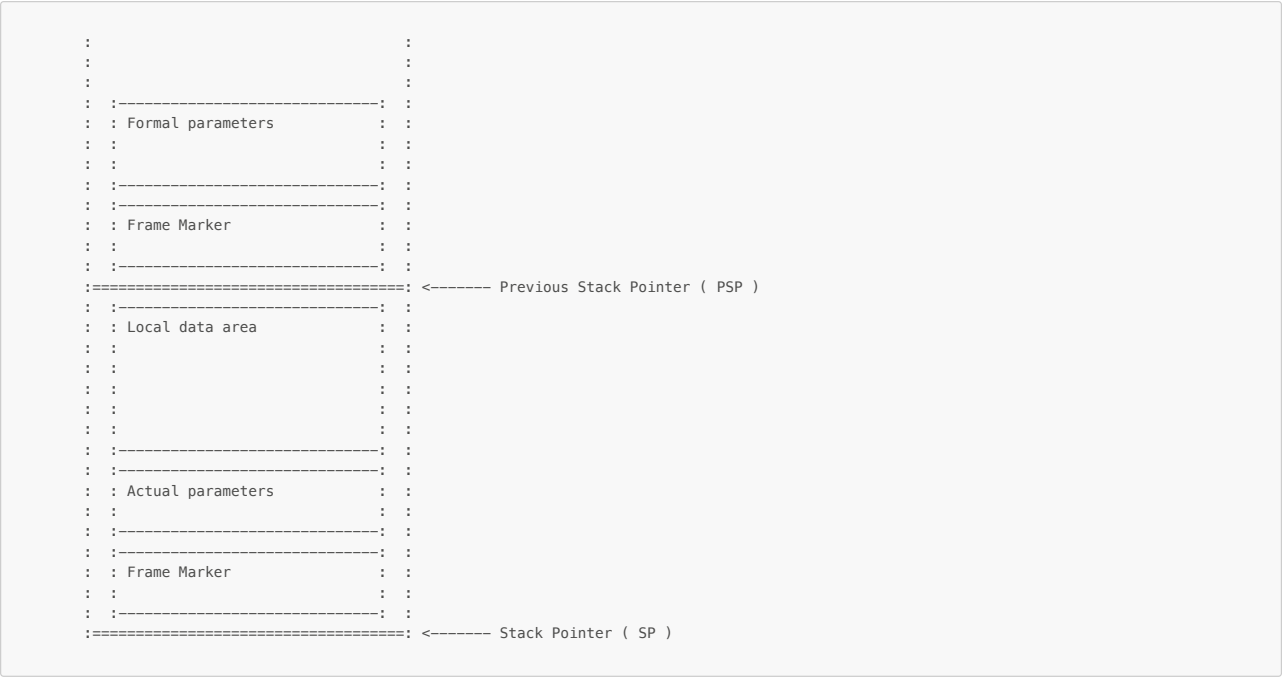 :                                     :
:                                     :
:                                     :
:  :------------------------------:  :
:  : Formal parameters            :  :
:  :                              :  :
:  :                              :  :
:  :------------------------------:  :
:  :------------------------------:  :
:  : Frame Marker                 :  :
:  :                              :  :
:  :------------------------------:  :
:====================================: <------- Previous Stack Pointer ( PSP )
:  :------------------------------:  :
:  : Local data area              :  :
:  :                              :  :
:  :                              :  :
:  :                              :  :
:  :                              :  :
:  :                              :  :
:  :------------------------------:  :
:  :------------------------------:  :
:  : Actual parameters            :  :
:  :                              :  :
:  :------------------------------:  :
:  :------------------------------:  :
:  : Frame Marker                 :  :
:  :                              :  :
:  :------------------------------:  :
:====================================: <------- Stack Pointer ( SP )